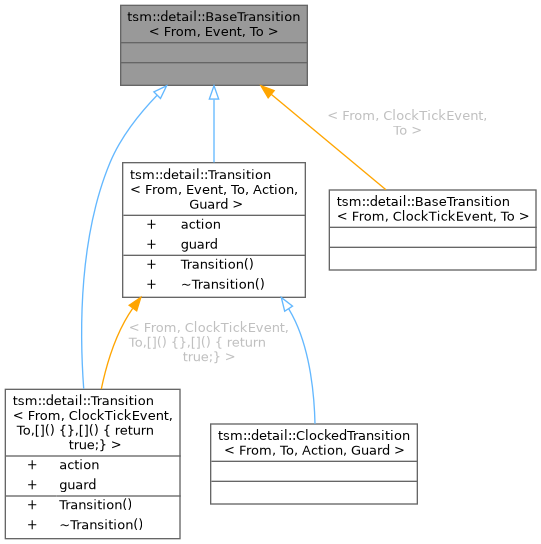 tsm::detail::BaseTransition
< From, Event, To >
< From, ClockTickEvent,
To >
tsm::detail::Transition
< From, Event, To, Action,
Guard >
+ action
+ guard
+ Transition()
+ ~Transition()
tsm::detail::BaseTransition
< From, ClockTickEvent, To >
< From, ClockTickEvent,
To,[]() {},[]() { return
true;} >
tsm::detail::Transition
< From, ClockTickEvent,
To,[]() {},[]() { return
true;} >
+ action
+ guard
+ Transition()
+ ~Transition()
tsm::detail::ClockedTransition
< From, To, Action, Guard >